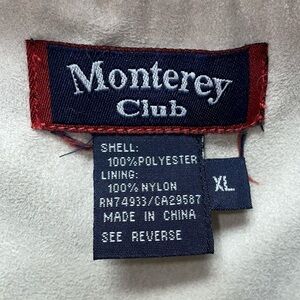 Monterey
Club
SHELL:
100%POLYESTER
LINING:
100%NYLON
RN74933/CA29587
MADE IN CHINA
SEE REVERSE
XL